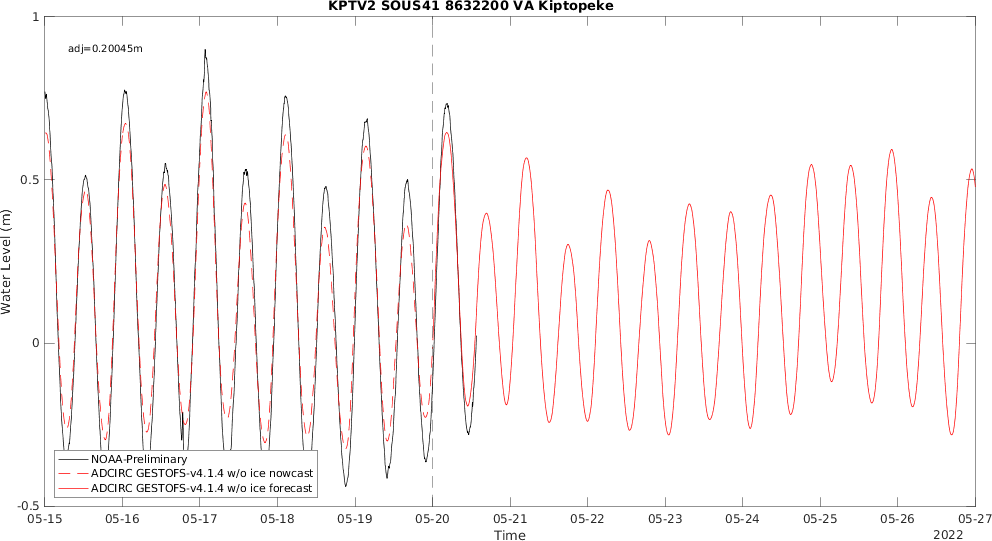 KPTV2 SOUS41 8632200 VA Kiptopeke
adj=0.20045m
1
0.5
0
-0.5
Water Level (m)
NOAA-Preliminary
ADCIRC GESTOFS-v4.1.4 w/o ice nowcast
ADCIRC GESTOFS-v4.1.4 w/o ice forecast
05-15 05-16 05-17 05-18 05-19 05-20 05-21 05-22 05-23 05-24 05-25 05-26 05-27
Time
2022